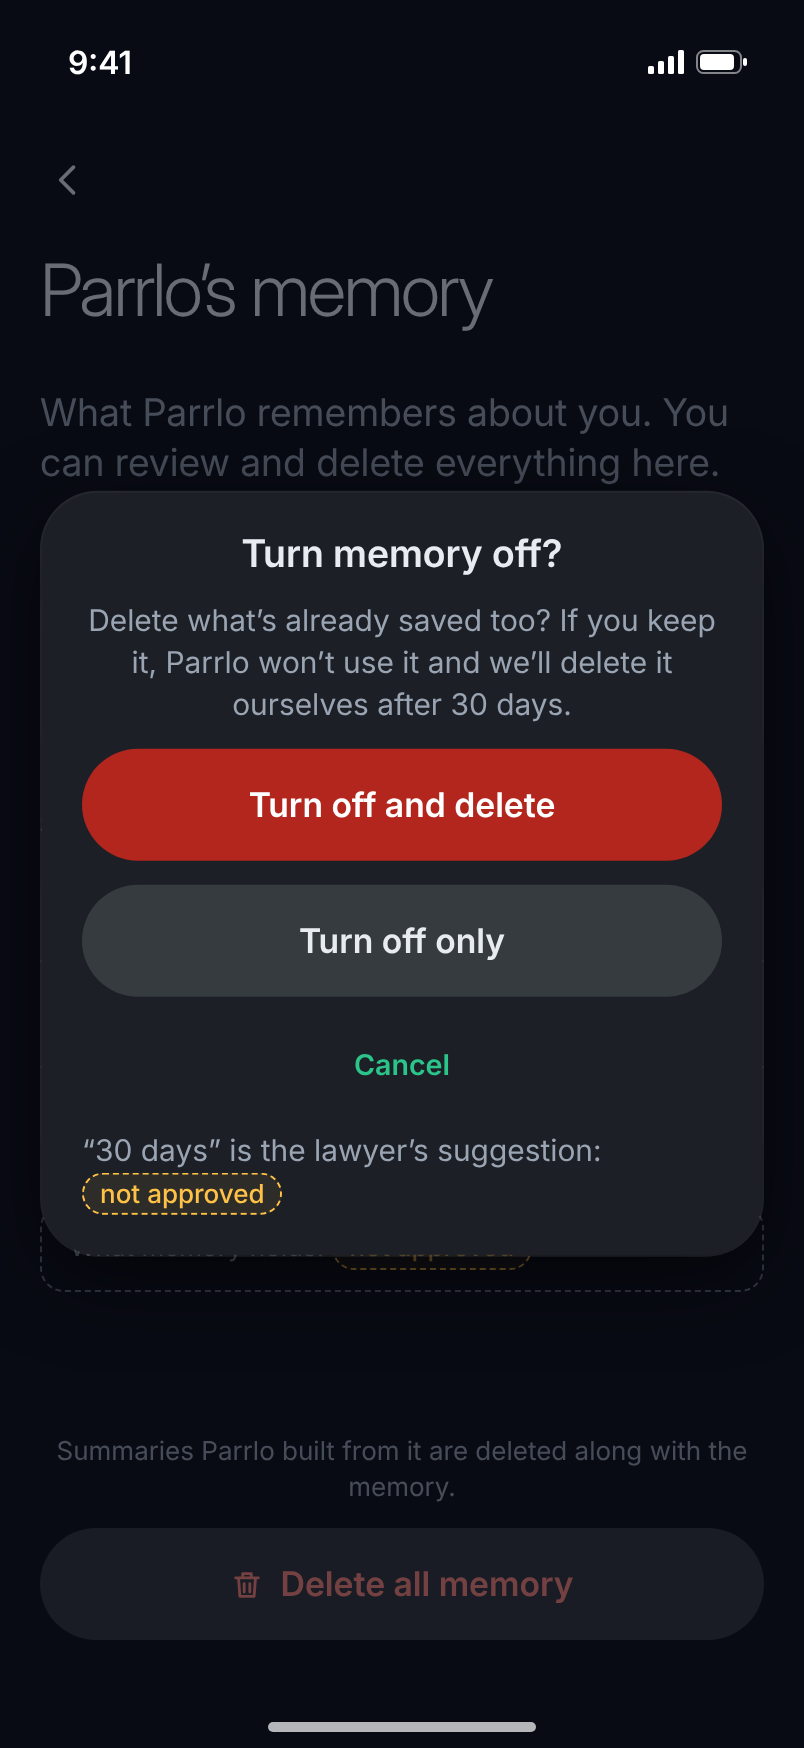 9:41
Parrlo’s memory
What Parrlo remembers about you. You
can review and delete everything here.
Turn memory off?
Delete what’s already saved too? If you keep
it, Parrlo won’t use it and we’ll delete it
ourselves after 30 days.
Turn off and delete
Turn off only
Cancel
“30 days” is the lawyer’s suggestion:
not approved
Summaries Parrlo built from it are deleted along with the
memory.
Delete all memory